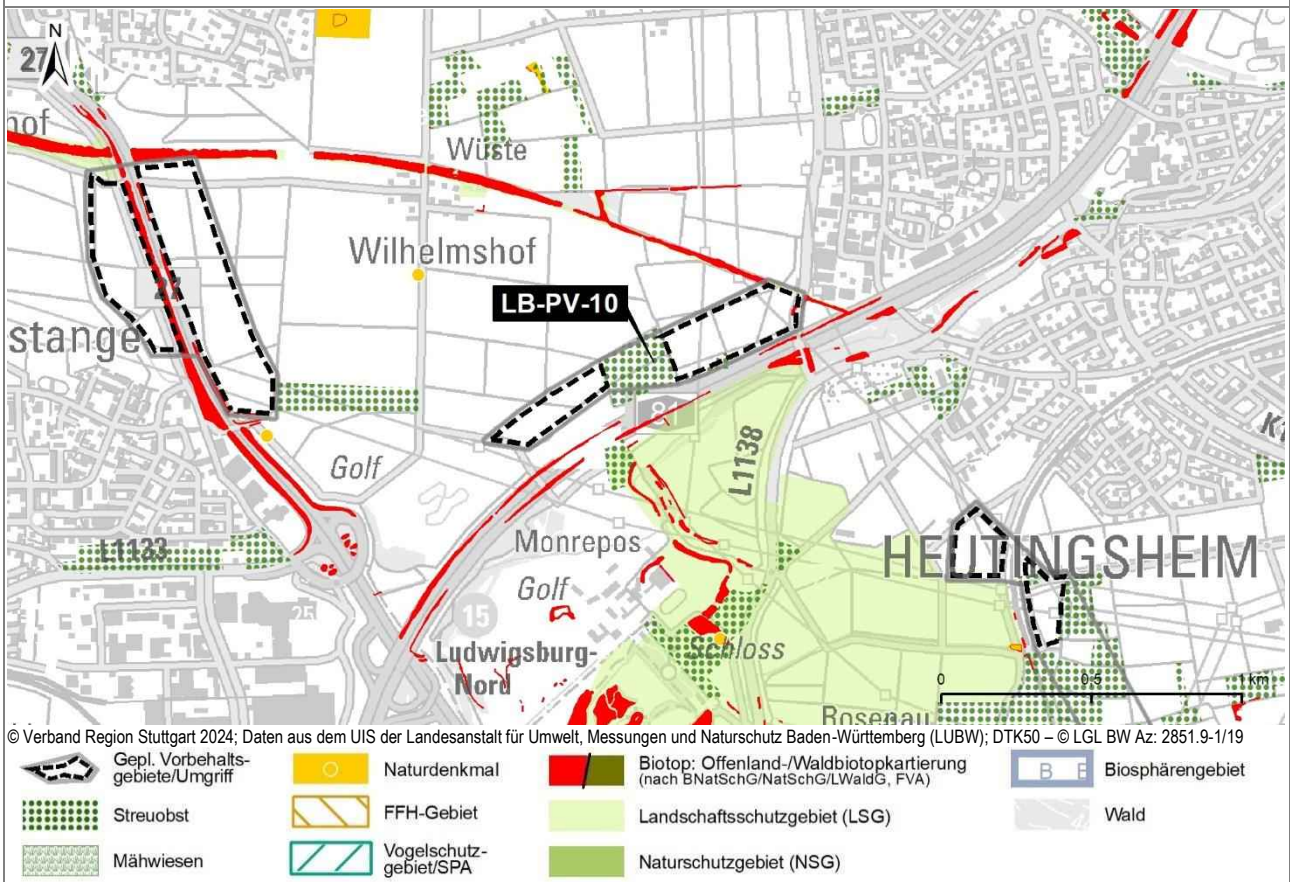 N
27
hof
Wüste
Wilhelmshof
LB-PV-10
27
stange
81
L1138
Golf
L1133
Monrepos
HEUTINGSHEIM
Golf
25
15
Schloss
Ludwigsburg-
Nord
0 0,5 1 km
Rosenau
© Verband Region Stuttgart 2024; Daten aus dem UIS der Landesanstalt für Umwelt, Messungen und Naturschutz Baden-Württemberg (LUBW); DTK50 – © LGL BW Az: 2851.9-1/19
Gepl. Vorbehalts-
gebiete/Umgriff
Streuobst
Mähwiesen
Naturdenkmal
FFH-Gebiet
Vogelschutz-
gebiet/SPA
Biotop: Offenland-/Waldbiotopkartierung
(nach BNatSchG/NatSchG/LWaldG, FVA)
Landschaftsschutzgebiet (LSG)
Naturschutzgebiet (NSG)
B B
Biosphärengebiet
Wald